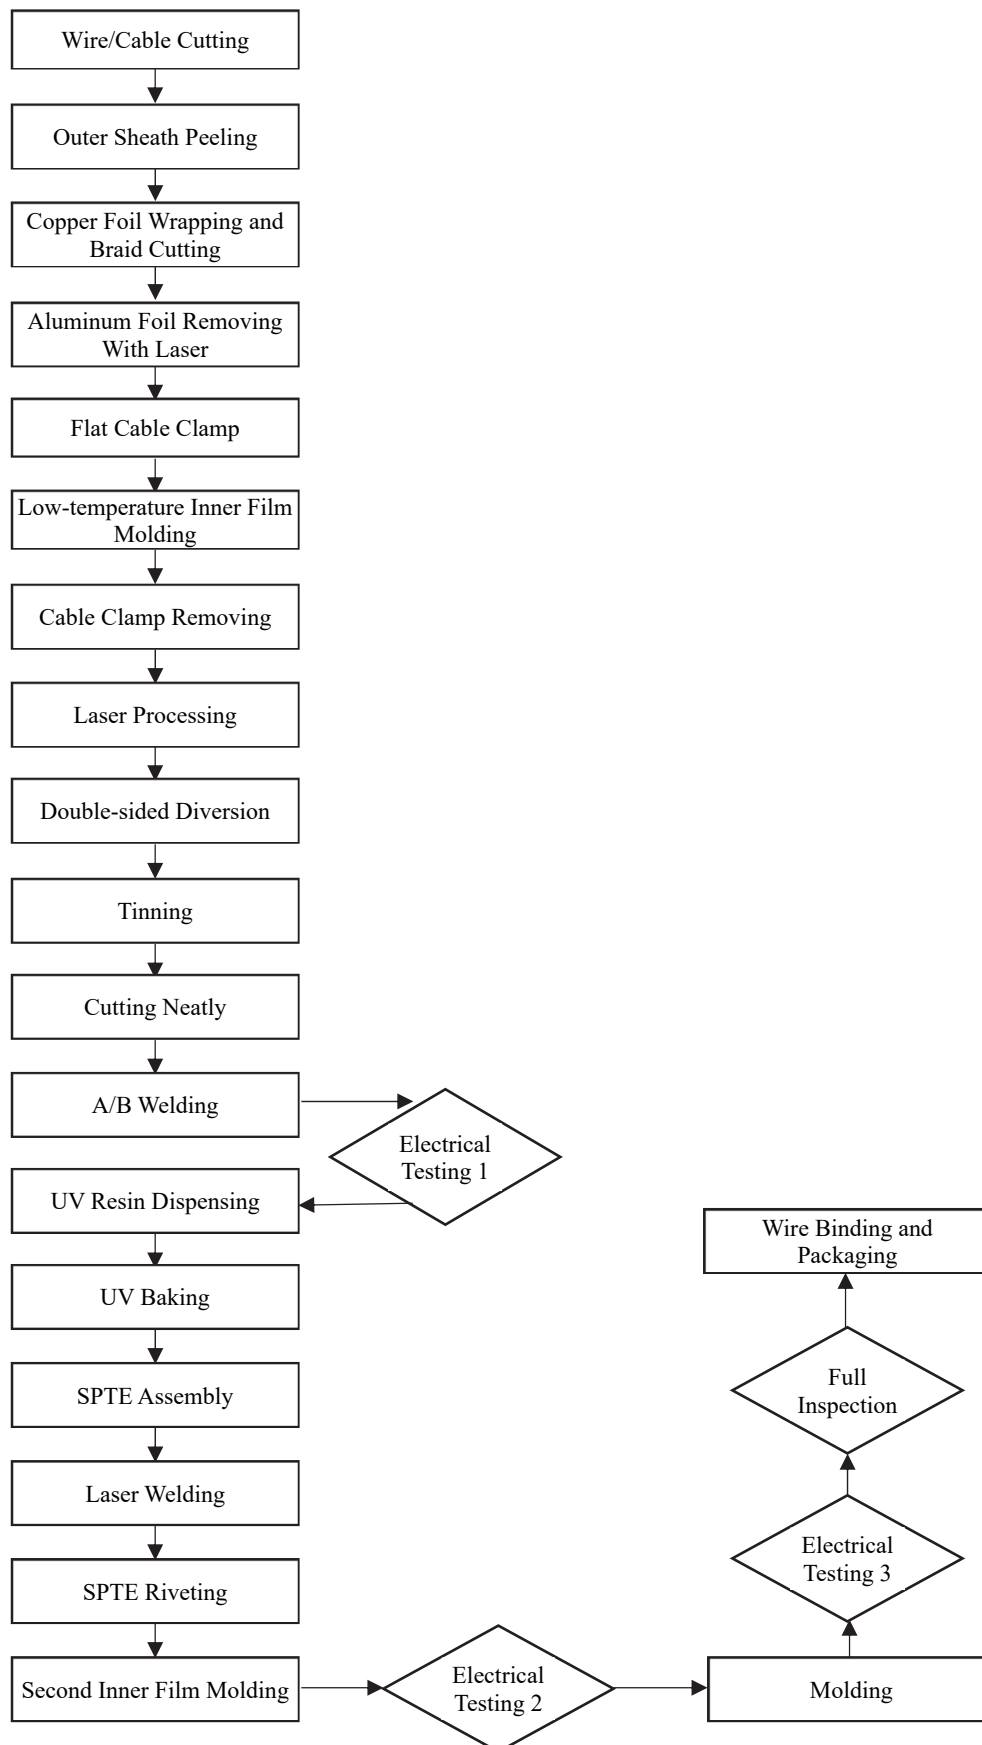 Wire/Cable Cutting
Outer Sheath Peeling
Copper Foil Wrapping and
Braid Cutting
Aluminum Foil Removing
With Laser
Flat Cable Clamp
Low-temperature Inner Film
Molding
Cable Clamp Removing
Laser Processing
Double-sided Diversion
Tinning
Cutting Neatly
A/B Welding
Electrical
Testing 1
UV Resin Dispensing
UV Baking
SPTE Assembly
Laser Welding
SPTE Riveting
Second Inner Film Molding
Electrical
Testing 2
Molding
Electrical
Testing 3
Full
Inspection
Wire Binding and
Packaging